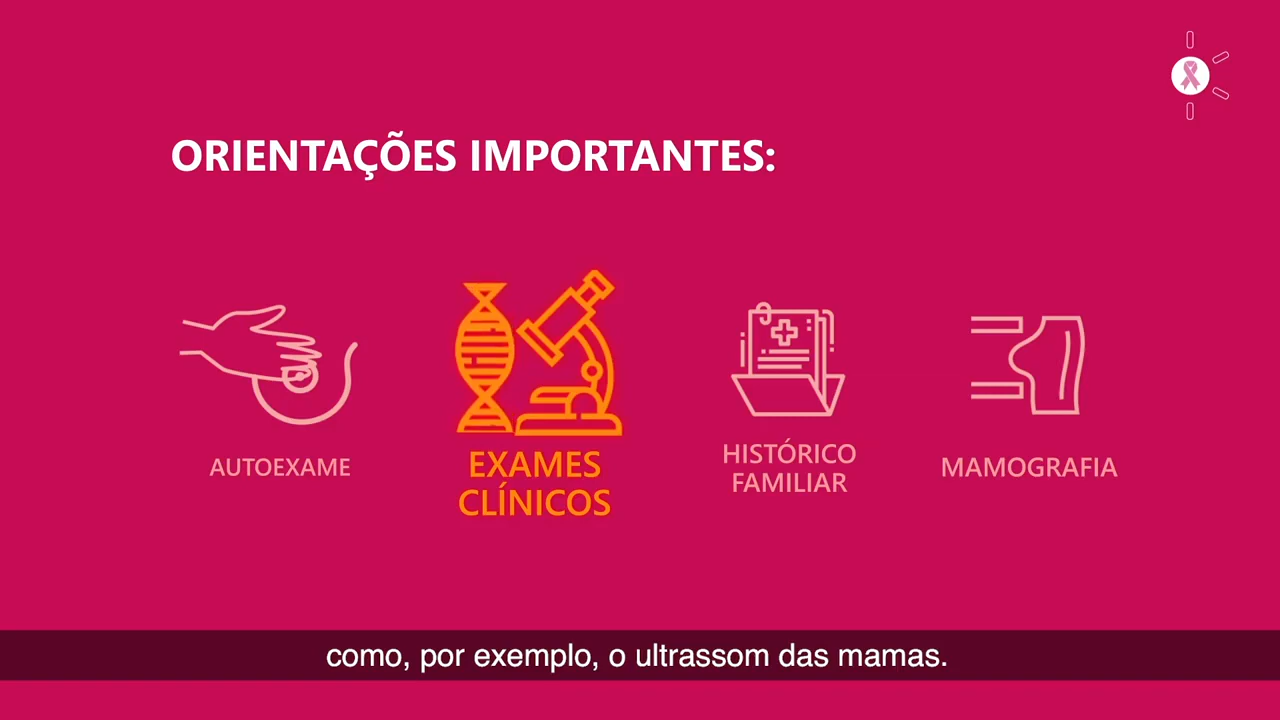 ORIENTAÇÕES IMPORTANTES:
AUTOEXAME
EXAMES
CLÍNICOS
HISTÓRICO
FAMILIAR
MAMOGRAFIA
como, por exemplo, o ultrassom das mamas.